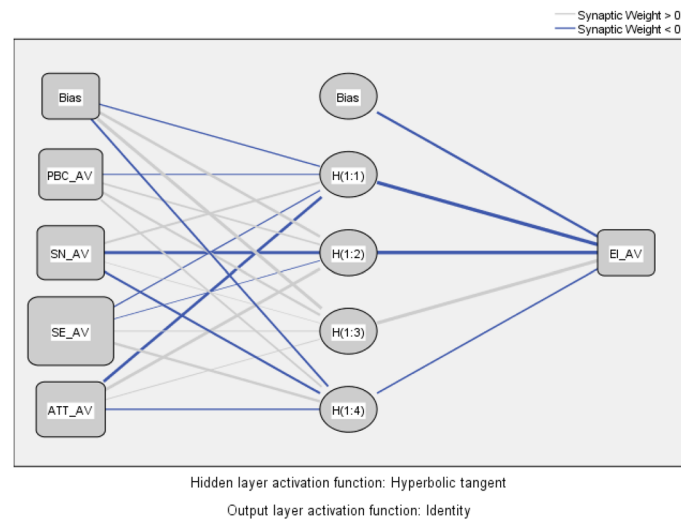 Synaptic Weight > 0
Synaptic Weight < 0
Bias
Bias
PBC_AV
H(1:1)
SN_AV
H(1:2)
EI_AV
SE_AV
H(1:3)
ATT_AV
H(1:4)
Hidden layer activation function: Hyperbolic tangent
Output layer activation function: Identity